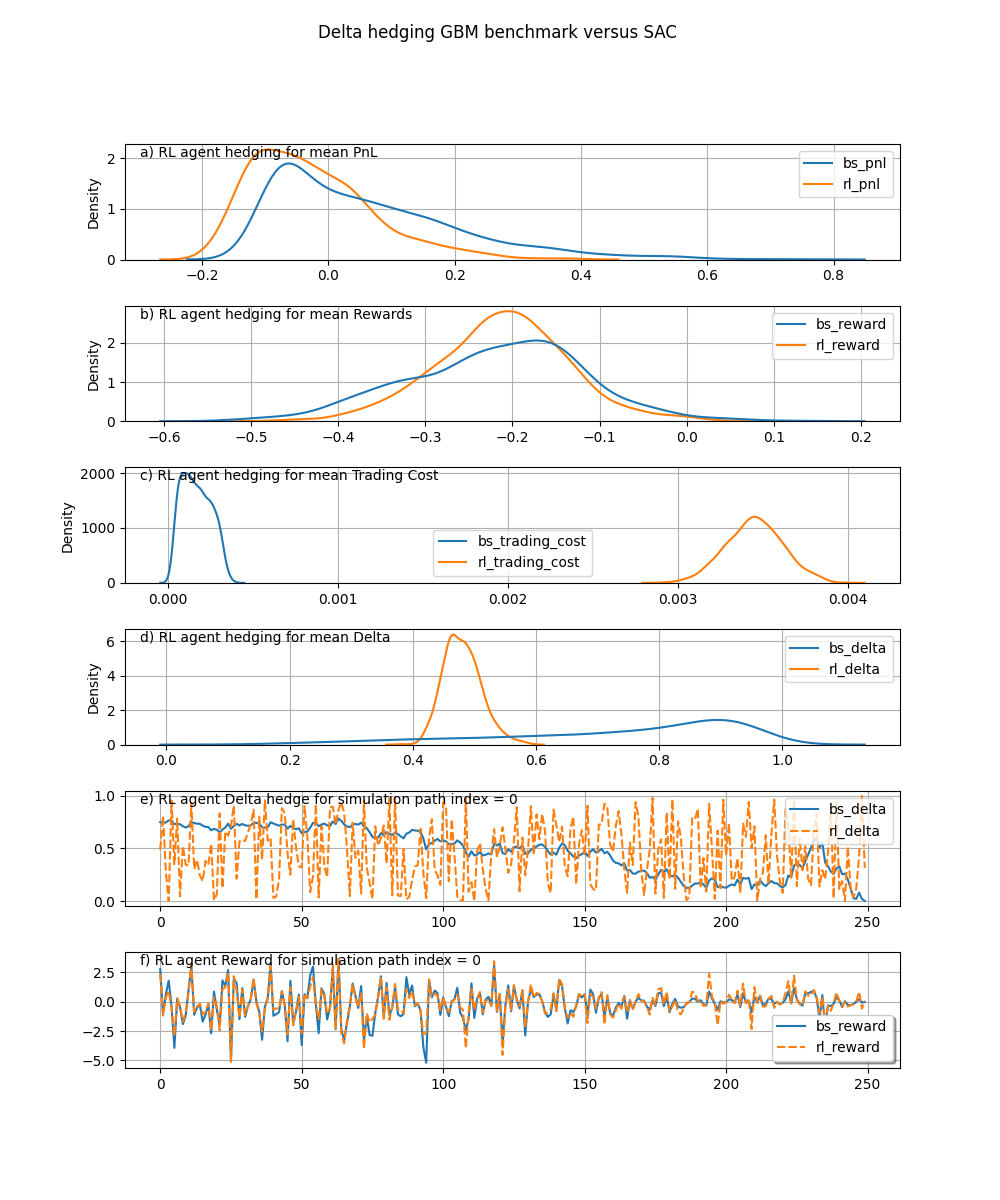 Delta hedging GBM benchmark versus SAC
a) RL agent hedging for mean PnL
bs_pnl
rl_pnl
Density
2
1
0
−0.2 0.0 0.2 0.4 0.6 0.8
b) RL agent hedging for mean Rewards
bs_reward
rl_reward
Density
2
1
0
−0.6 −0.5 −0.4 −0.3 −0.2 −0.1 0.0 0.1 0.2
c) RL agent hedging for mean Trading Cost
bs_trading_cost
rl_trading_cost
Density
2000
1000
0
0.000 0.001 0.002 0.003 0.004
d) RL agent hedging for mean Delta
bs_delta
rl_delta
Density
6
4
2
0
0.0 0.2 0.4 0.6 0.8 1.0
e) RL agent Delta hedge for simulation path index = 0
bs_delta
rl_delta
1.0
0.5
0.0
0 50 100 150 200 250
f) RL agent Reward for simulation path index = 0
bs_reward
rl_reward
2.5
0.0
−2.5
−5.0
0 50 100 150 200 250